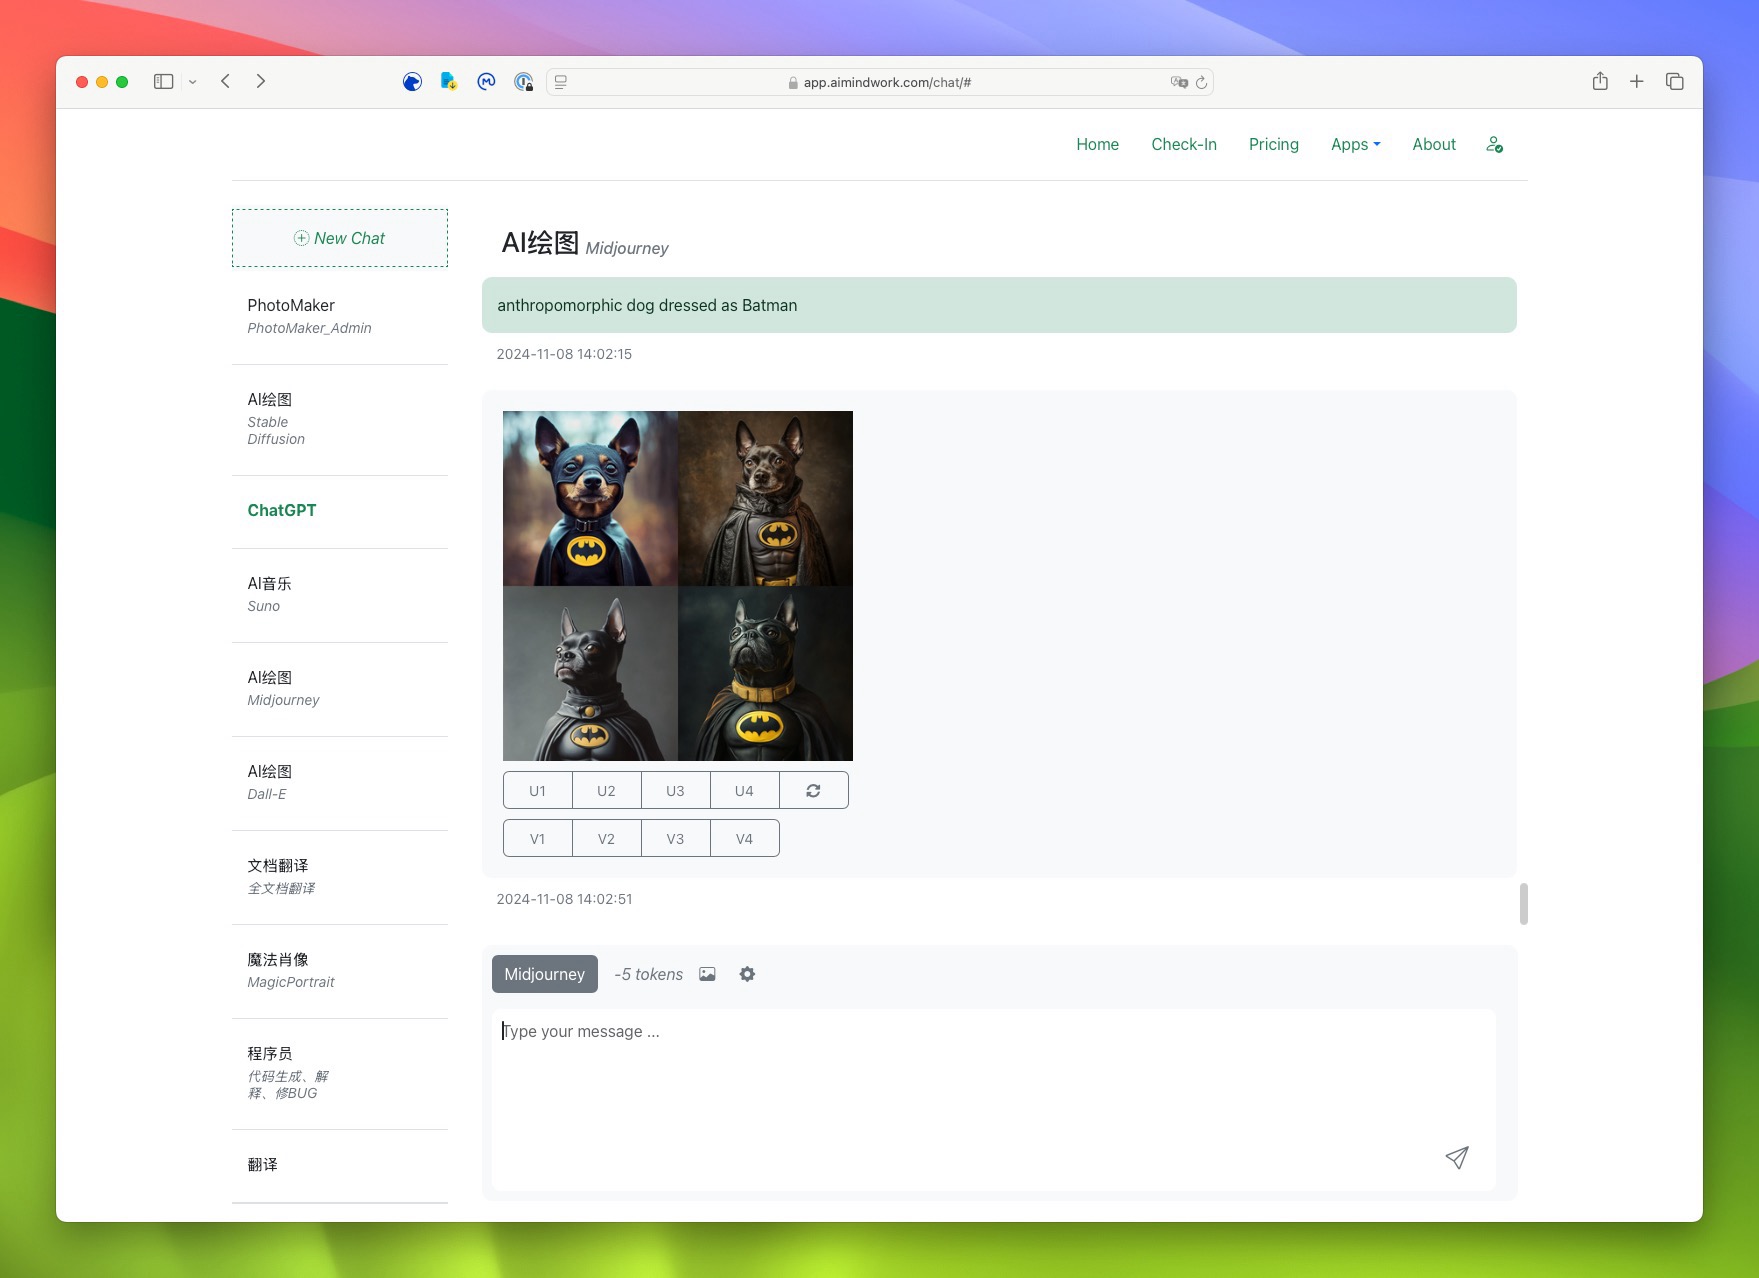 app.aimindwork.com/chat/#
Home Check-In Pricing Apps About
New Chat
PhotoMaker
PhotoMaker_Admin
AI绘图
Stable
Diffusion
ChatGPT
AI音乐
Suno
AI绘图
Midjourney
AI绘图
Dall-E
文档翻译
全文档翻译
魔法肖像
MagicPortrait
程序员
代码生成、解
释、修BUG
翻译
AI绘图 Midjourney
anthropomorphic dog dressed as Batman
2024-11-08 14:02:15
U1 U2 U3 U4
V1 V2 V3 V4
2024-11-08 14:02:51
Midjourney -5 tokens
Type your message ...